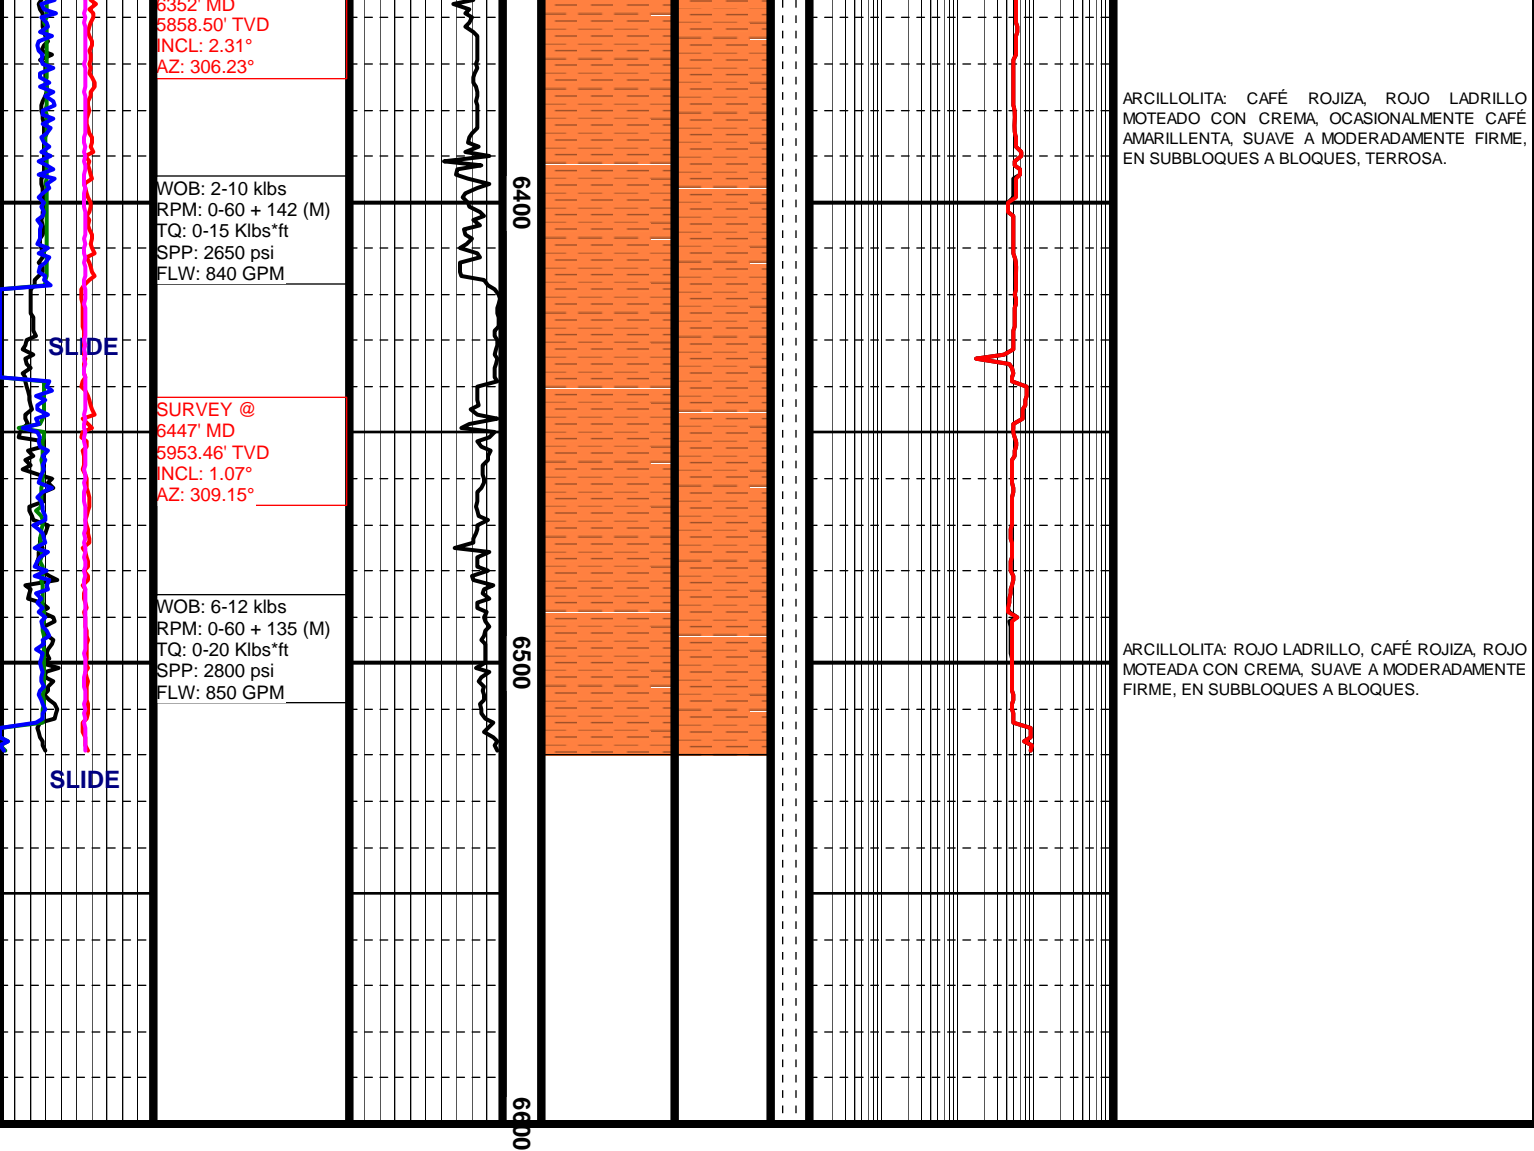 6352' MD
5858.50' TVD
INCL: 2.31°
AZ: 306.23°
WOB: 2-10 klbs
RPM: 0-60 + 142 (M)
TQ: 0-15 Klbs*ft
SPP: 2650 psi
FLW: 840 GPM
SLIDE
SURVEY @
6447' MD
5953.46' TVD
INCL: 1.07°
AZ: 309.15°
WOB: 6-12 klbs
RPM: 0-60 + 135 (M)
TQ: 0-20 Klbs*ft
SPP: 2800 psi
FLW: 850 GPM
SLIDE
6400
6500
6600
ARCILLOLITA: CAFÉ ROJIZA, ROJO LADRILLO
MOTEADO CON CREMA, OCASIONALMENTE CAFÉ
AMARILLENTA, SUAVE A MODERADAMENTE FIRME,
EN SUBBLOQUES A BLOQUES, TERROSA.
ARCILLOLITA: ROJO LADRILLO, CAFÉ ROJIZA, ROJO
MOTEADA CON CREMA, SUAVE A MODERADAMENTE
FIRME, EN SUBBLOQUES A BLOQUES.